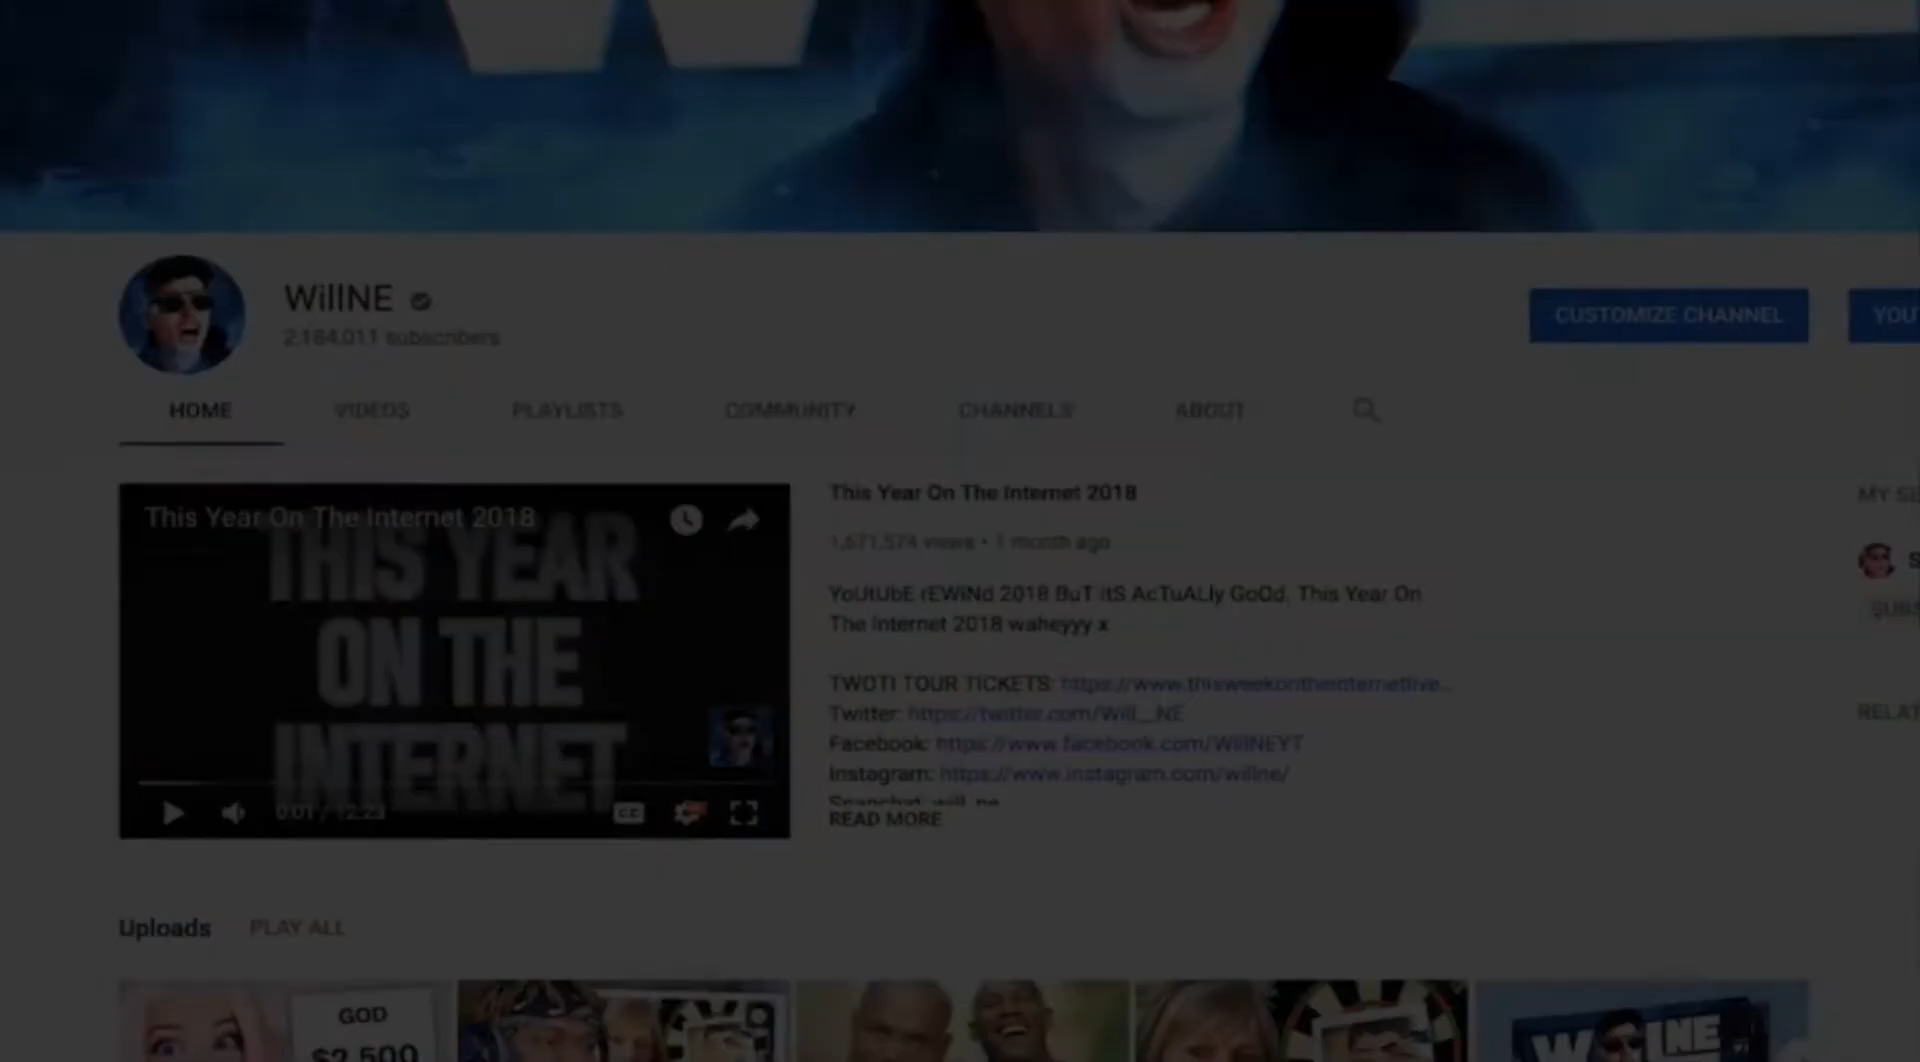 WillNE
2,184,011 subscribers
CUSTOMIZE CHANNEL
HOME VIDEOS PLAYLISTS COMMUNITY CHANNELS ABOUT
This Year On The Internet 2018
THIS YEAR
ON THE
INTERNET
0:01 / 12:23
CC
This Year On The Internet 2018
1,671,574 views • 1 month ago
YoUtUbE rEWiNd 2018 BuT itS AcTuALly GoOd, This Year On
The Internet 2018 waheyyy x
TWOTI TOUR TICKETS: https://www.thisweekontheinternetlive...
Twitter: https://twitter.com/Will__NE
Facebook: https://www.facebook.com/WillNEYT
Instagram: https://www.instagram.com/willne/
Snapchat: will_ne
READ MORE
MY SE
RELAT
Uploads PLAY ALL
GOD
$2,500